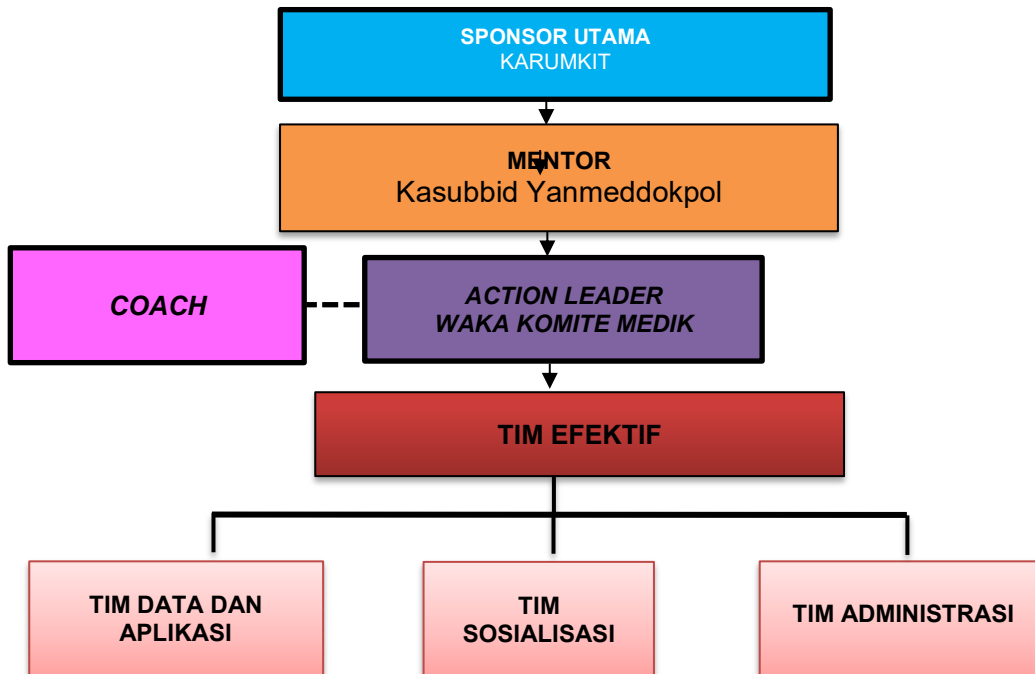 SPONSOR UTAMA
KARUMKIT
MENTOR
Kasubbid Yanmeddokpol
COACH
ACTION LEADER
WAKA KOMITE MEDIK
TIM EFEKTIF
TIM DATA DAN
APLIKASI
TIM
SOSIALISASI
TIM ADMINISTRASI